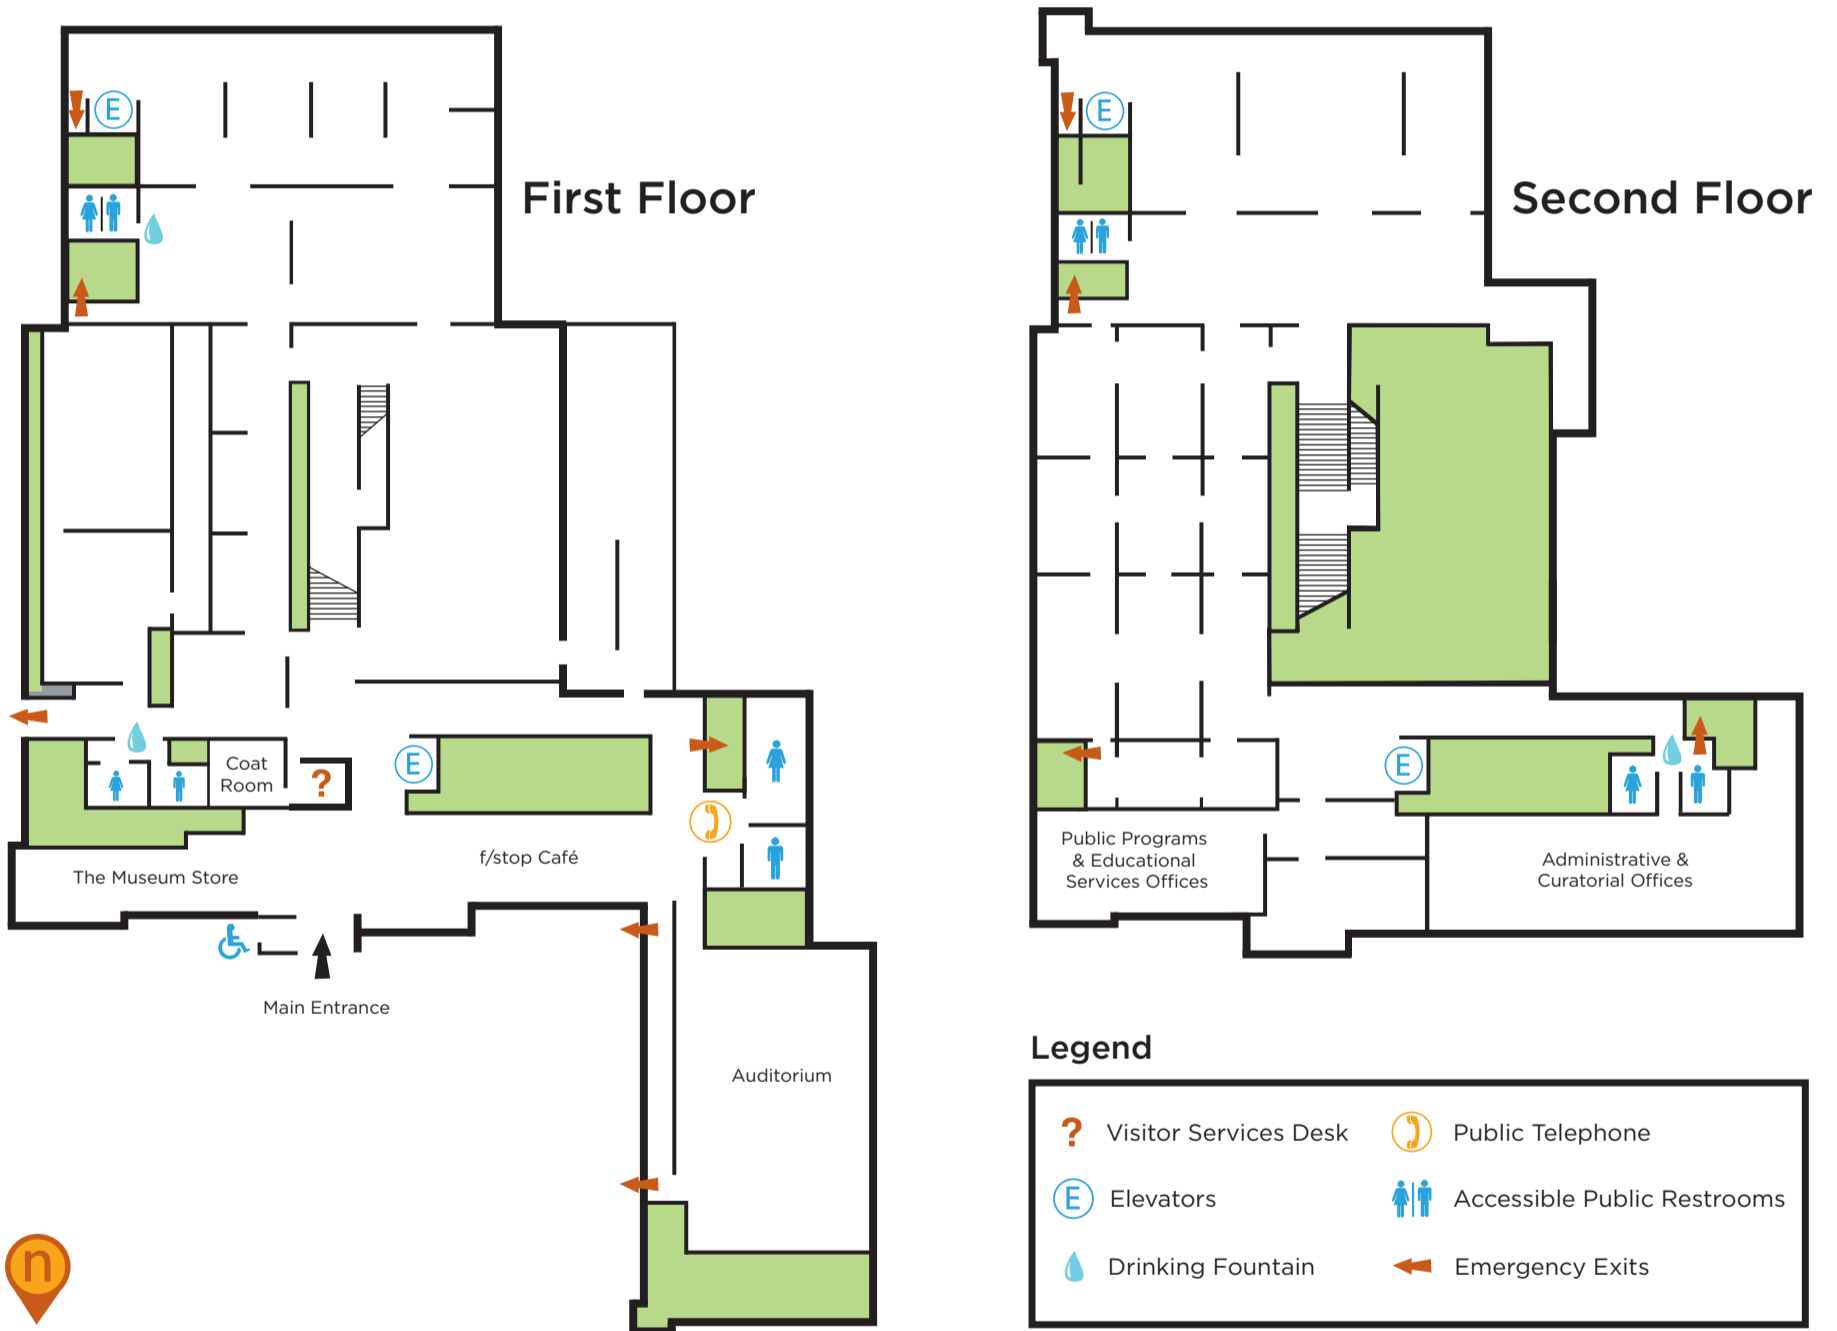 First Floor
E
Coat
Room
?
E
f/stop Café
The Museum Store
Main Entrance
Auditorium
n
Second Floor
E
E
Public Programs
& Educational
Services Offices
Administrative &
Curatorial Offices
Legend
? Visitor Services Desk
Public Telephone
E Elevators
Accessible Public Restrooms
Drinking Fountain
Emergency Exits